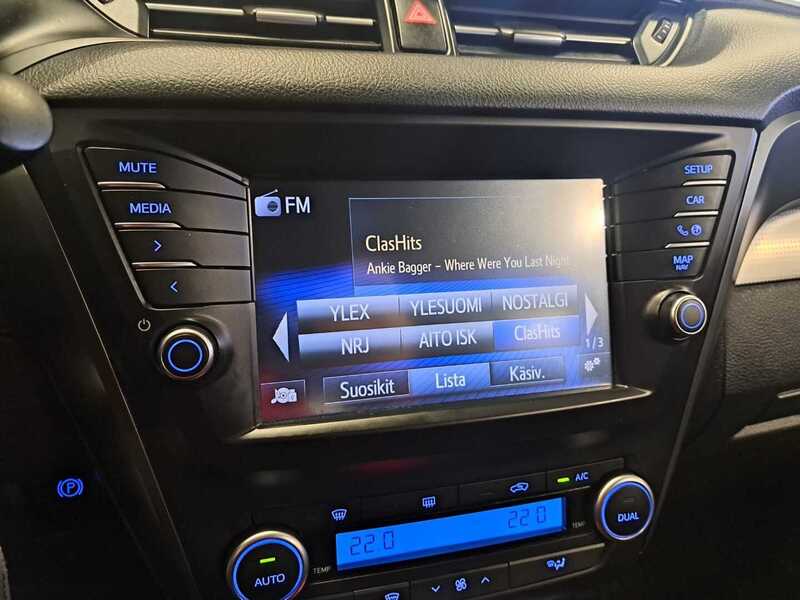 MUTE
MEDIA
>
<
FM
ClasHits
Ankie Bagger – Where Were You Last Night
YLEX YLESUOMI NOSTALGI
NRJ AITO ISK ClasHits
1/3
Suosikit Lista Käsiv.
SETUP
CAR
MAP
NAV
A/C
22.0 22.0
TEMP TEMP
AUTO
DUAL
P